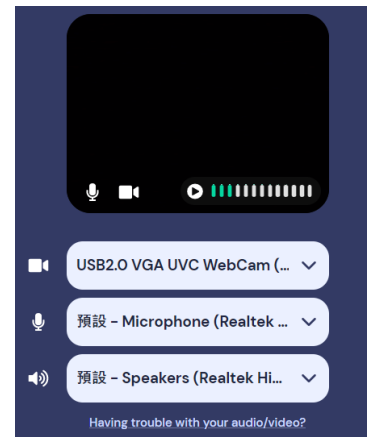 USB2.0 VGA UVC WebCam (...
預設 - Microphone (Realtek ...
預設 - Speakers (Realtek Hi...
Having trouble with your audio/video?